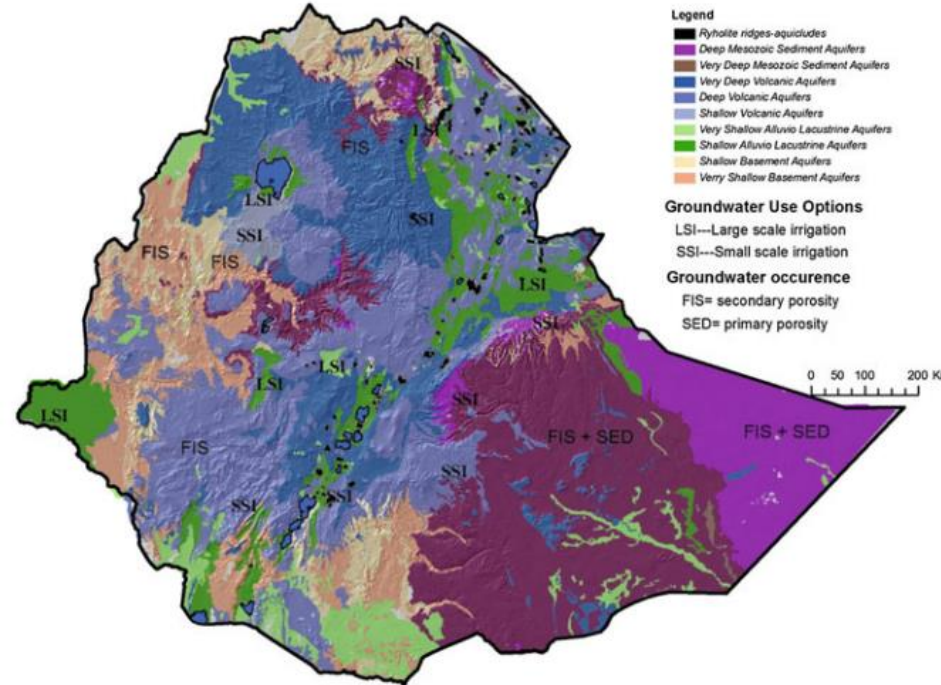 Legend
Ryholite ridges-aquicludes
Deep Mesozoic Sediment Aquifers
Very Deep Mesozoic Sediment Aquifers
Very Deep Volcanic Aquifers
Deep Volcanic Aquifers
Shallow Volcanic Aquifers
Very Shallow Alluvio Lacustrine Aquifers
Shallow Alluvio Lacustrine Aquifers
Shallow Basement Aquifers
Verry Shallow Basement Aquifers
Groundwater Use Options
LSI---Large scale irrigation
SSI---Small scale irrigation
Groundwater occurence
FIS= secondary porosity
SED= primary porosity
0 50 100 200 K
SSI
LSI
FIS
LSI
SSI
SSI
FIS
FIS
LSI
SSI
LSI
LSI
SSI
LSI
FIS
FIS + SED
FIS + SED
SSI
SSI
SSI